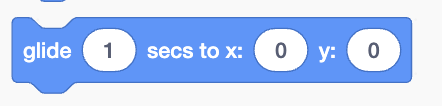 glide 1 secs to x: 0 y: 0